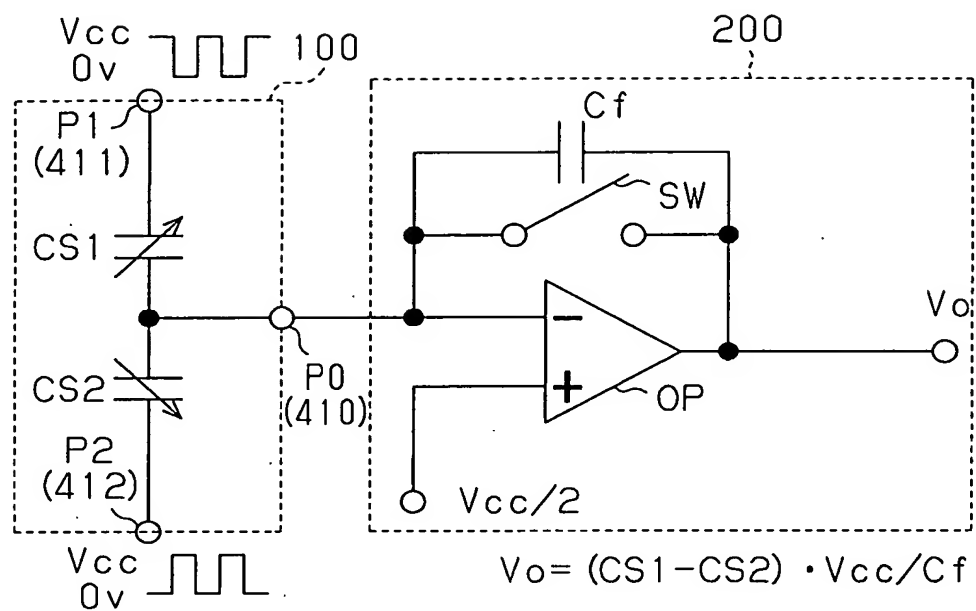 Vcc
0v
100
200
P1
(411)
Cf
SW
CS1
Vo
−
CS2
P0
(410)
+
OP
P2
(412)
Vcc/2
Vcc
0v
Vo=(CS1−CS2)・Vcc/Cf